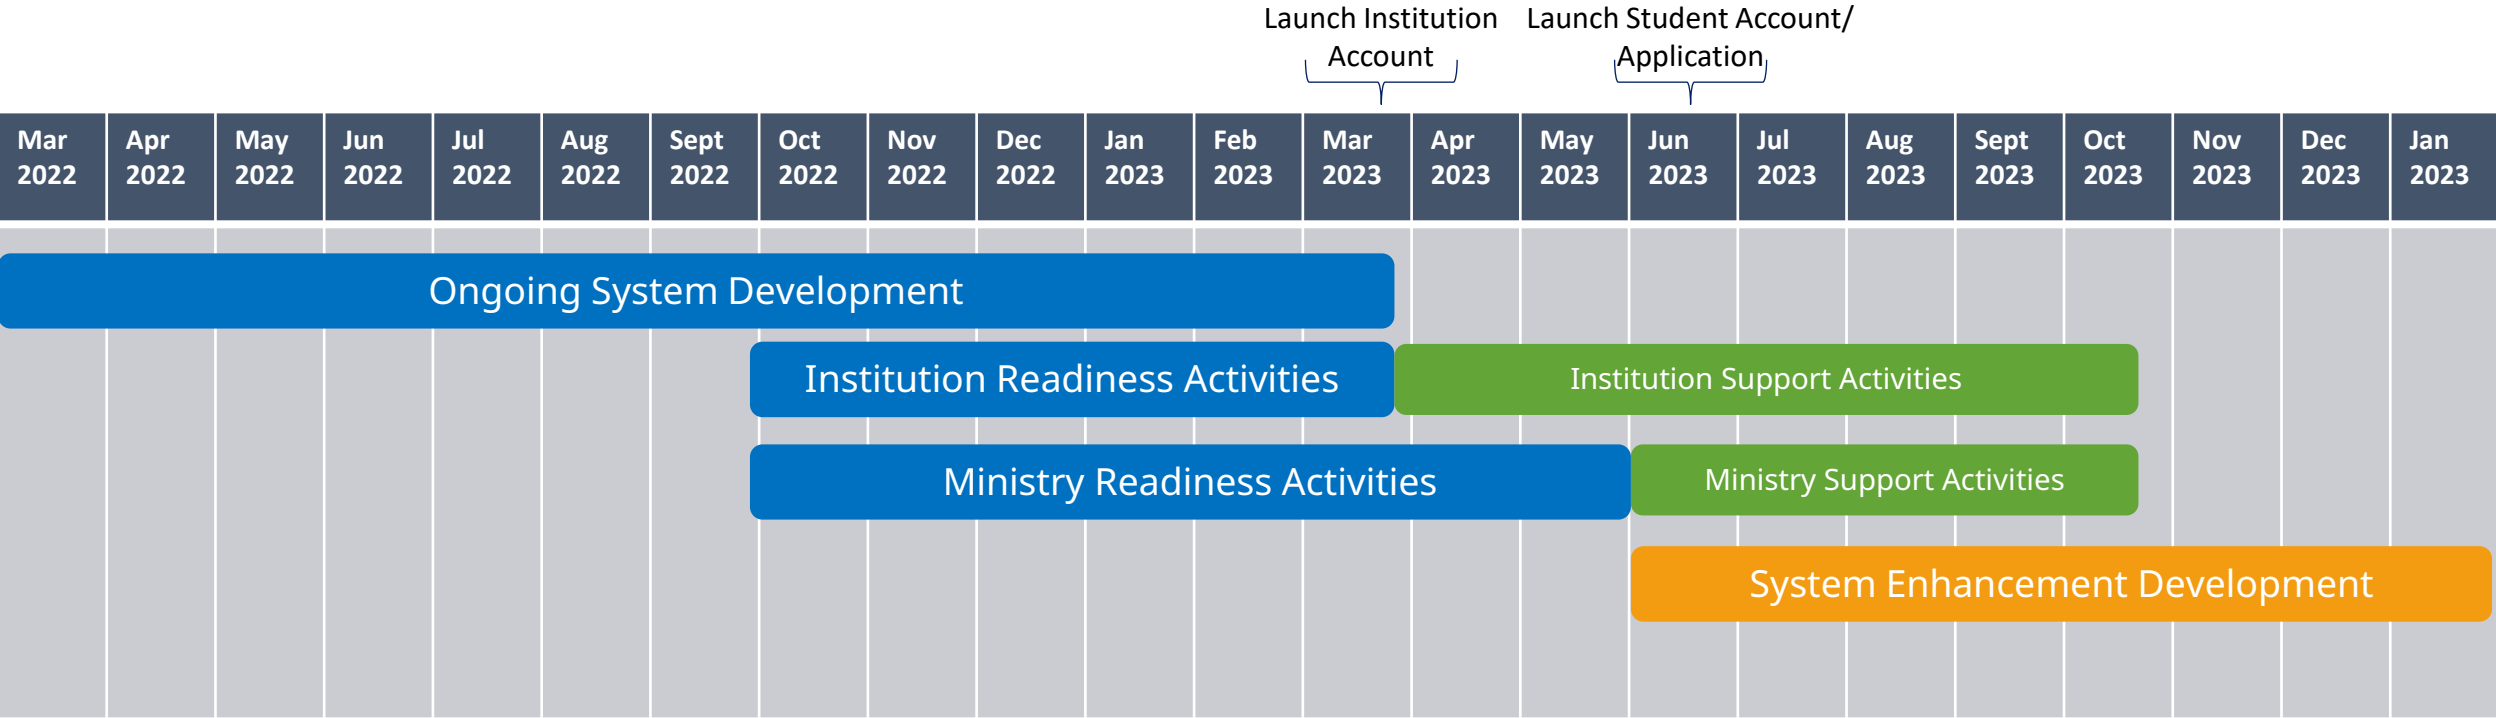 Launch Institution
Account
Launch Student Account/
Application
Mar
2022
Apr
2022
May
2022
Jun
2022
Jul
2022
Aug
2022
Sept
2022
Oct
2022
Nov
2022
Dec
2022
Jan
2023
Feb
2023
Mar
2023
Apr
2023
May
2023
Jun
2023
Jul
2023
Aug
2023
Sept
2023
Oct
2023
Nov
2023
Dec
2023
Jan
2023
Ongoing System Development
Institution Readiness Activities
Institution Support Activities
Ministry Readiness Activities
Ministry Support Activities
System Enhancement Development